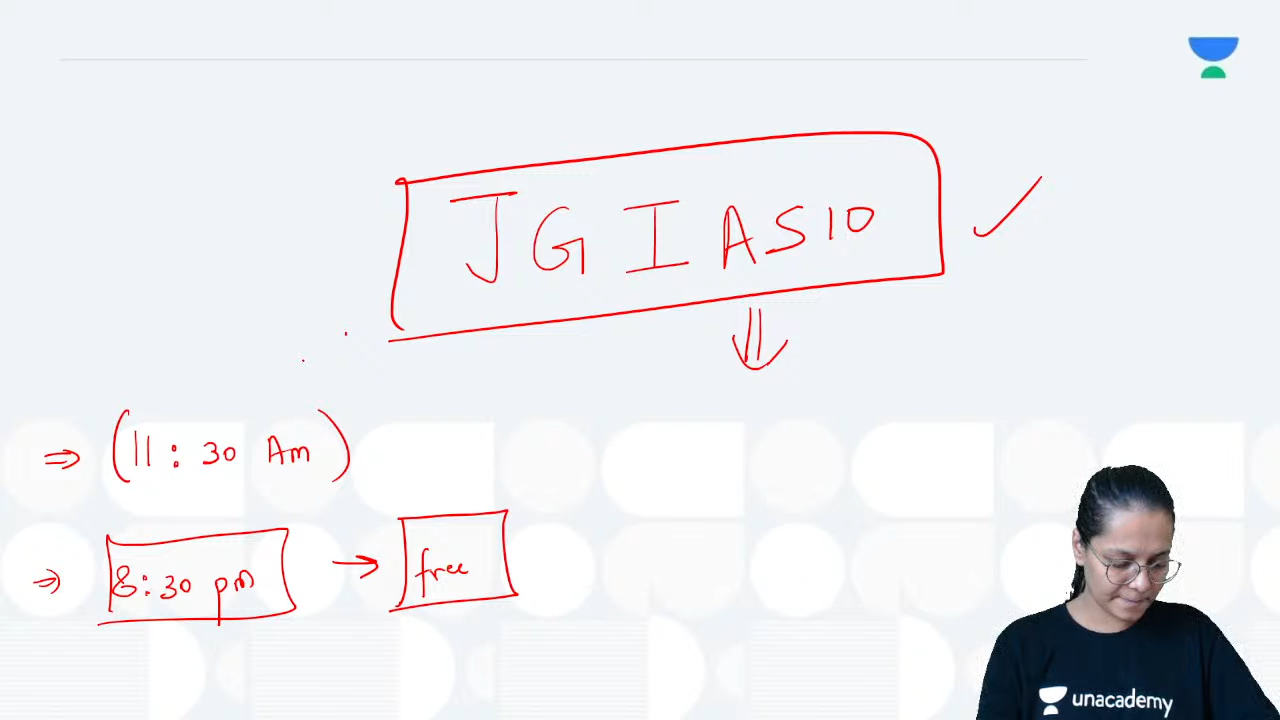 JGIAS10
⇒ (11:30 Am)
⇒ 8:30 pm → free
unacademy